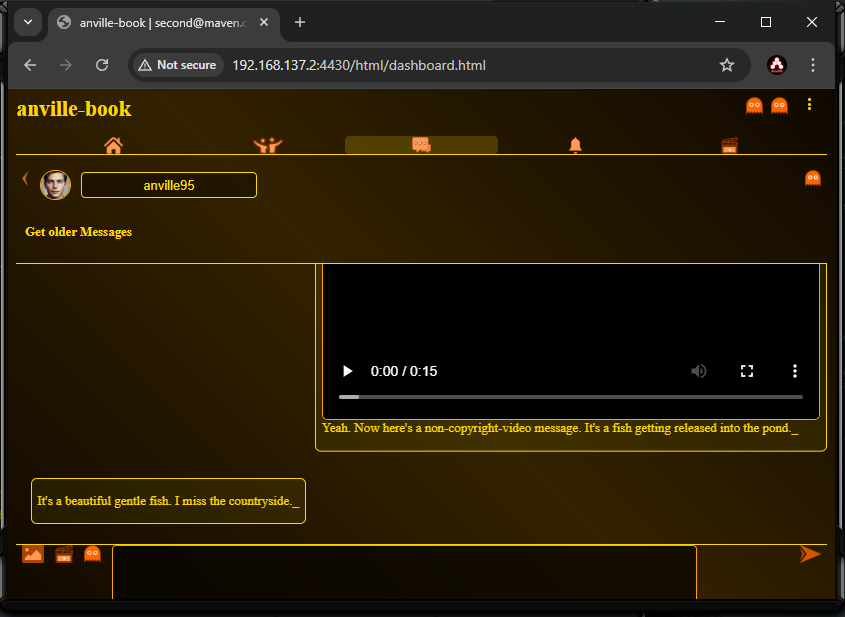 anville-book | second@maven.c
Not secure
192.168.137.2:4430/html/dashboard.html
anville-book
anville95
Get older Messages
0:00 / 0:15
Yeah. Now here's a non-copyright-video message. It's a fish getting released into the pond._
It's a beautiful gentle fish. I miss the countryside._